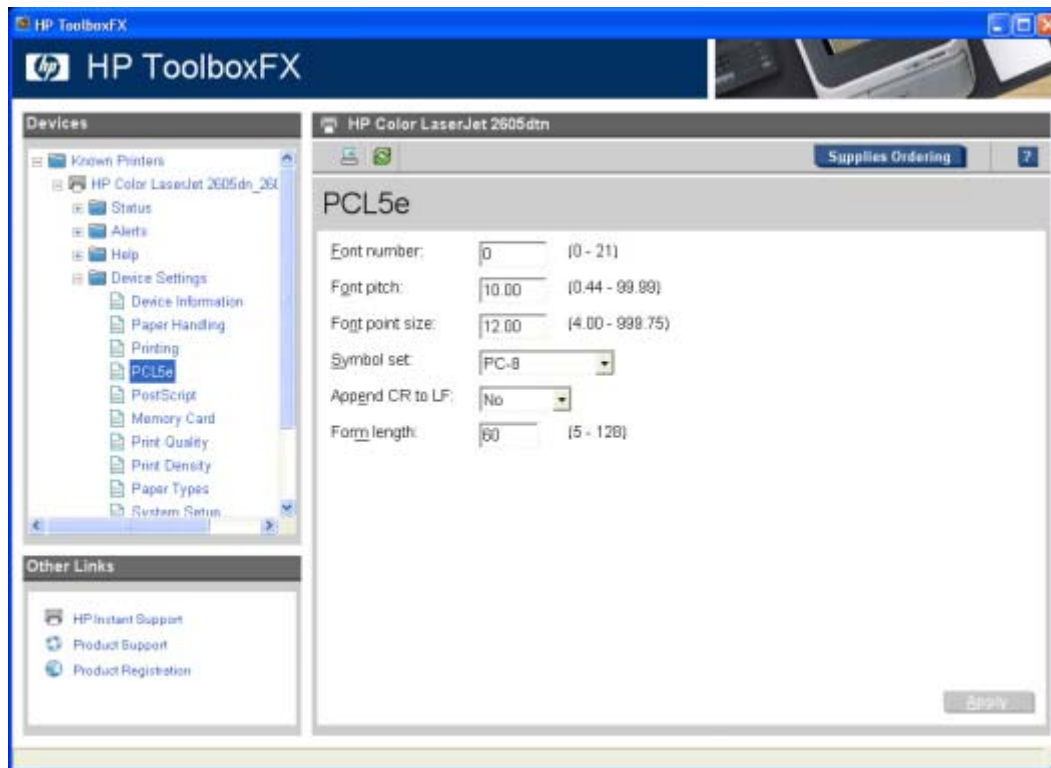 HP ToolboxFX
hp HP ToolboxFX
Devices
Known Printers
HP Color LaserJet 2605dn_26
Status
Alerts
Help
Device Settings
Device Information
Paper Handling
Printing
PCL5e
PostScript
Memory Card
Print Quality
Print Density
Paper Types
System Setup
Other Links
HP Instant Support
Product Support
Product Registration
HP Color LaserJet 2605dtn
Supplies Ordering ?
PCL5e
Font number: 0 (0 - 21)
Font pitch: 10.00 (0.44 - 99.99)
Font point size: 12.00 (4.00 - 999.75)
Symbol set: PC-8
Append CR to LF: No
Form length: 60 (5 - 128)
Apply